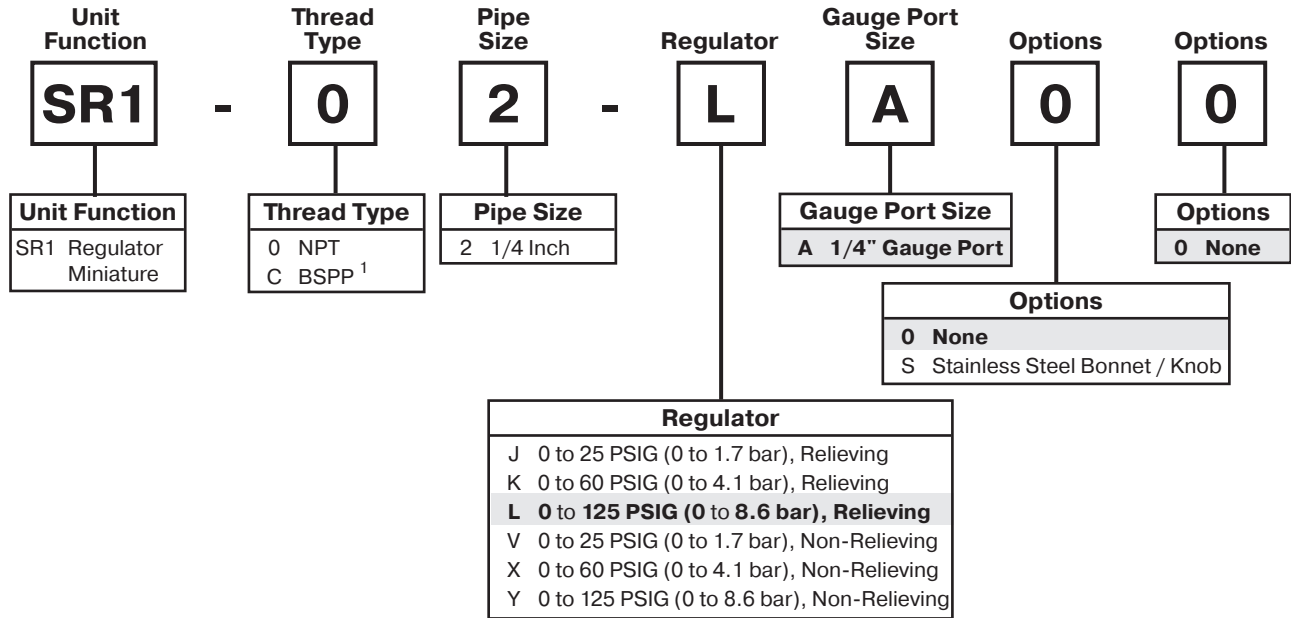 Unit Function
Thread Type
Pipe Size
Regulator
Gauge Port Size
Options
Options
SR1 - 0 2 - L A 0 0
Unit Function
SR1 Regulator
Miniature
Thread Type
0 NPT
C BSPP 1
Pipe Size
2 1/4 Inch
Gauge Port Size
A 1/4" Gauge Port
Options
0 None
Options
0 None
S Stainless Steel Bonnet / Knob
Regulator
J 0 to 25 PSIG (0 to 1.7 bar), Relieving
K 0 to 60 PSIG (0 to 4.1 bar), Relieving
L 0 to 125 PSIG (0 to 8.6 bar), Relieving
V 0 to 25 PSIG (0 to 1.7 bar), Non-Relieving
X 0 to 60 PSIG (0 to 4.1 bar), Non-Relieving
Y 0 to 125 PSIG (0 to 8.6 bar), Non-Relieving